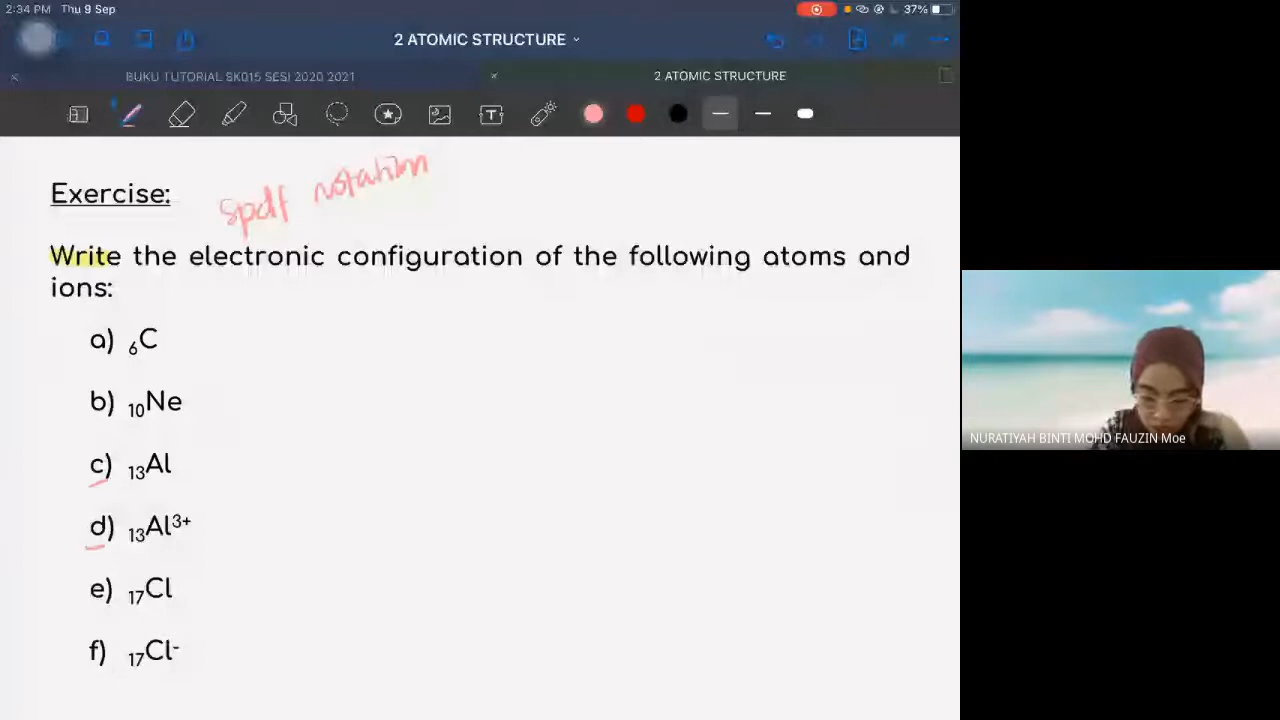 2:34 PM Thu 9 Sep
37%
2 ATOMIC STRUCTURE
BUKU TUTORIAL SK015 SESI 2020 2021
2 ATOMIC STRUCTURE
Exercise:
spdf notation
Write the electronic configuration of the following atoms and
ions:
a) ₆C
b) ₁₀Ne
c) ₁₃Al
d) ₁₃Al³⁺
e) ₁₇Cl
f) ₁₇Cl⁻
NURATIYAH BINTI MOHD FAUZIN Moe